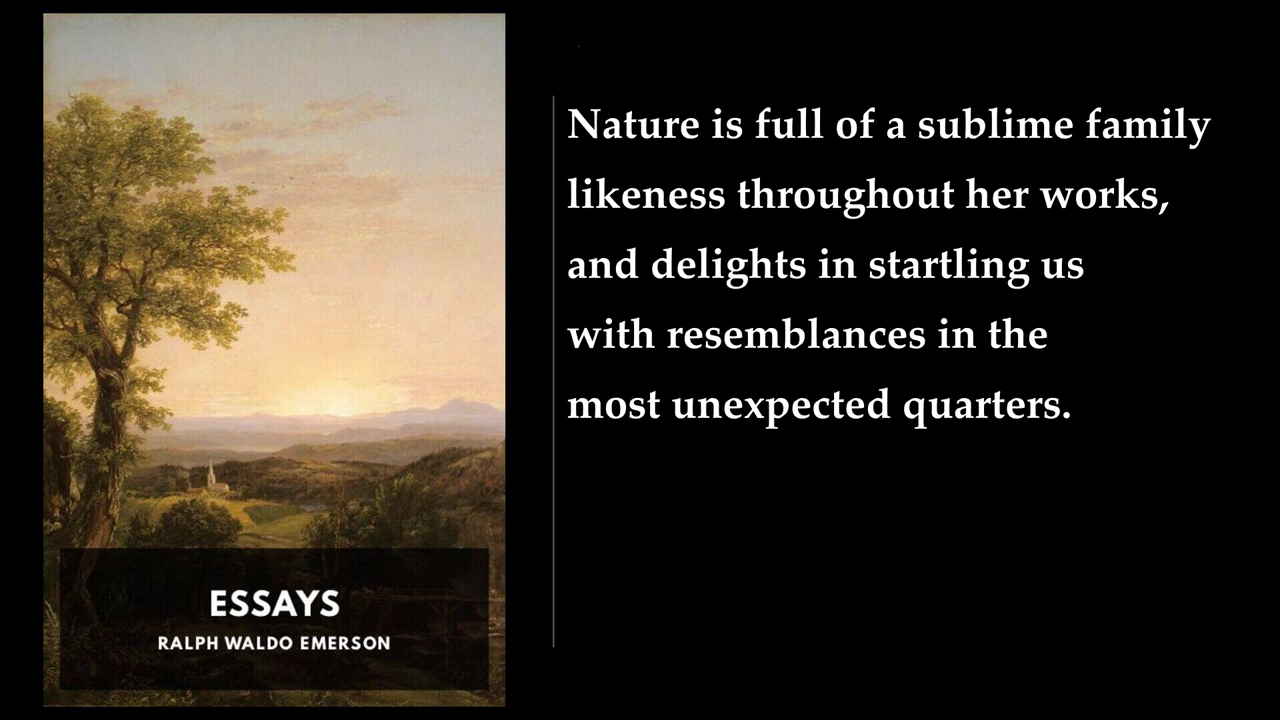 ESSAYS
RALPH WALDO EMERSON
Nature is full of a sublime family
likeness throughout her works,
and delights in startling us
with resemblances in the
most unexpected quarters.